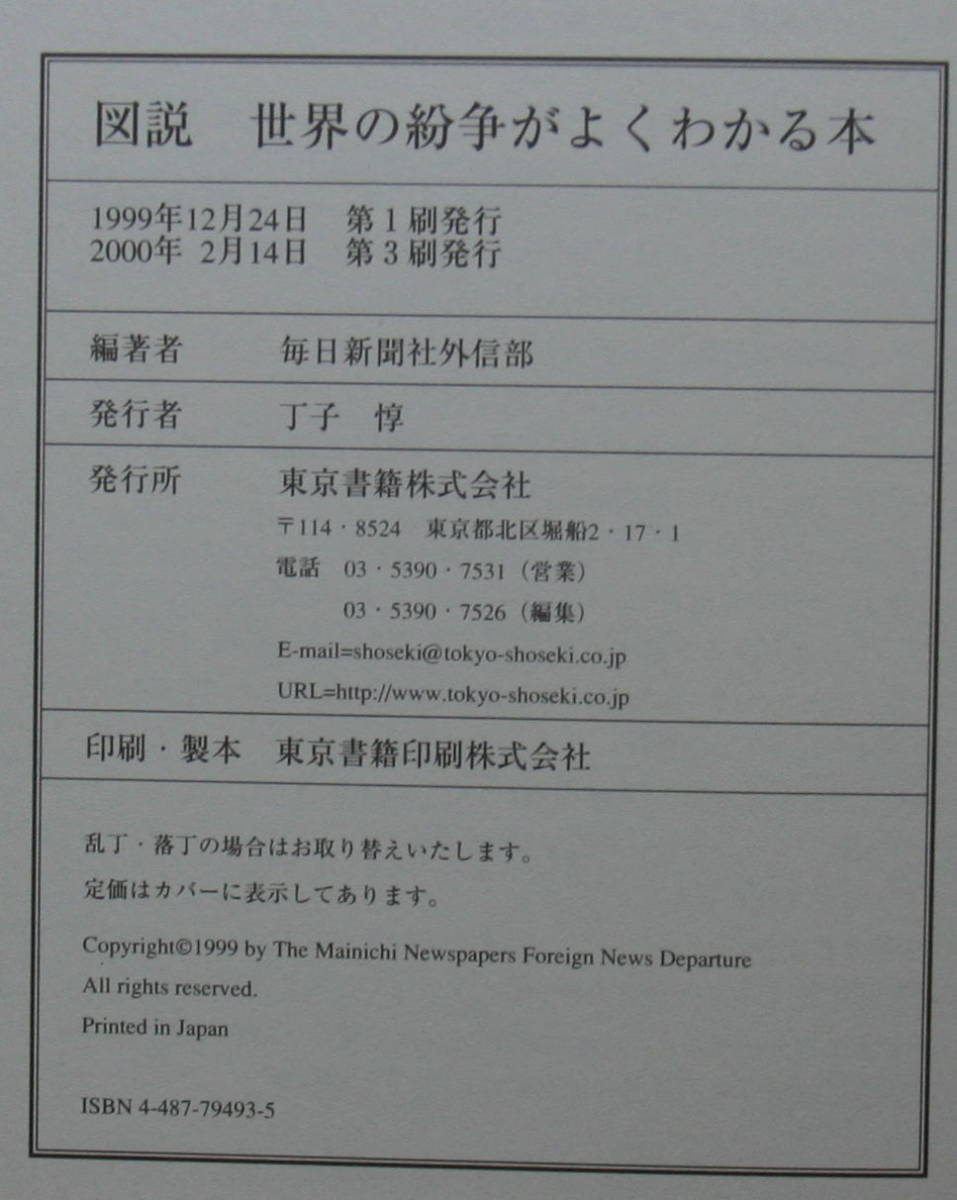 図説　世界の紛争がよくわかる本
1999年12月24日　第1刷発行
2000年 2月14日　第3刷発行
編著者　毎日新聞社外信部
発行者　丁子　惇
発行所　東京書籍株式会社
〒114・8524　東京都北区堀船2・17・1
電話　03・5390・7531（営業）
03・5390・7526（編集）
E-mail=shoseki@tokyo-shoseki.co.jp
URL=http://www.tokyo-shoseki.co.jp
印刷・製本　東京書籍印刷株式会社
乱丁・落丁の場合はお取り替えいたします。
定価はカバーに表示してあります。
Copyright©1999 by The Mainichi Newspapers Foreign News Departure
All rights reserved.
Printed in Japan
ISBN 4-487-79493-5